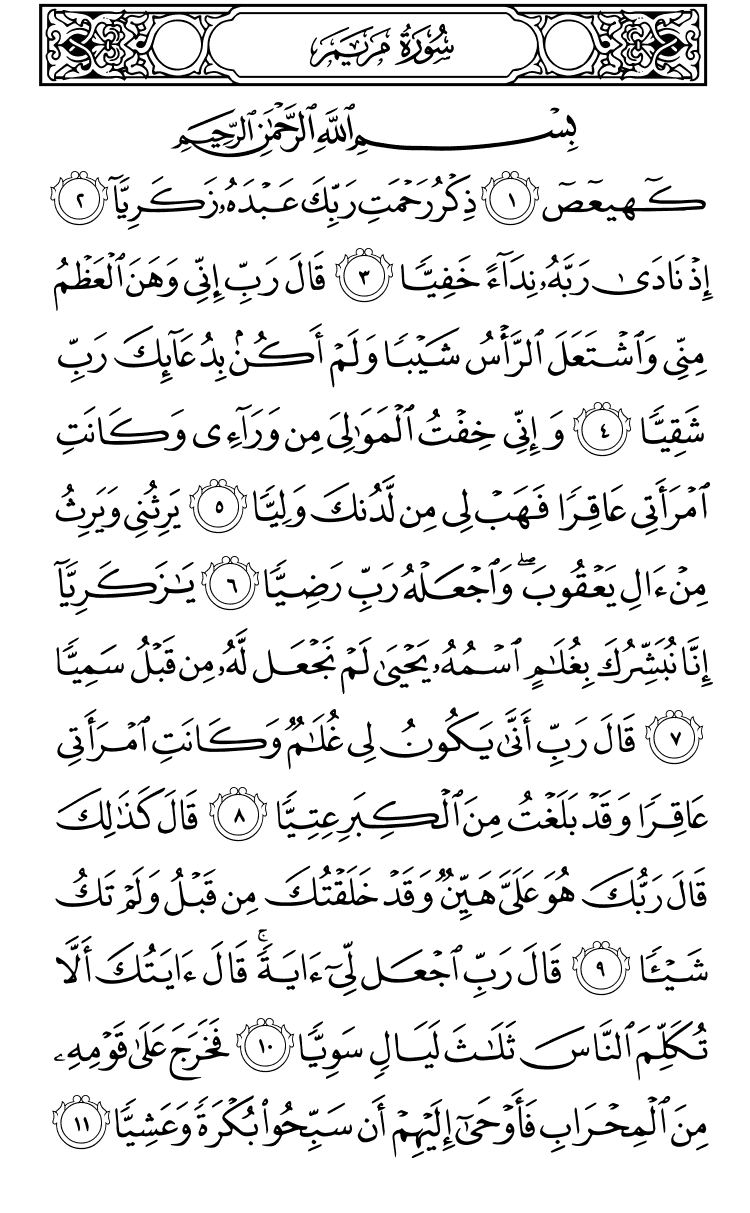 سُورَةُ مَرْيَمَ
بِسْمِ ٱللَّهِ ٱلرَّحْمَٰنِ ٱلرَّحِيمِ
كٓهيعٓصٓ ١ ذِكْرُ رَحْمَتِ رَبِّكَ عَبْدَهُۥ زَكَرِيَّآ ٢
إِذْ نَادَىٰ رَبَّهُۥ نِدَآءً خَفِيًّا ٣ قَالَ رَبِّ إِنِّى وَهَنَ ٱلْعَظْمُ
مِنِّى وَٱشْتَعَلَ ٱلرَّأْسُ شَيْبًا وَلَمْ أَكُنۢ بِدُعَآئِكَ رَبِّ
شَقِيًّا ٤ وَإِنِّى خِفْتُ ٱلْمَوَٰلِىَ مِن وَرَآءِى وَكَانَتِ
ٱمْرَأَتِى عَاقِرًا فَهَبْ لِى مِن لَّدُنكَ وَلِيًّا ٥ يَرِثُنِى وَيَرِثُ
مِنْ ءَالِ يَعْقُوبَ ۖ وَٱجْعَلْهُ رَبِّ رَضِيًّا ٦ يَٰزَكَرِيَّآ
إِنَّا نُبَشِّرُكَ بِغُلَٰمٍ ٱسْمُهُۥ يَحْيَىٰ لَمْ نَجْعَل لَّهُۥ مِن قَبْلُ سَمِيًّا
٧ قَالَ رَبِّ أَنَّىٰ يَكُونُ لِى غُلَٰمٌ وَكَانَتِ ٱمْرَأَتِى
عَاقِرًا وَقَدْ بَلَغْتُ مِنَ ٱلْكِبَرِ عِتِيًّا ٨ قَالَ كَذَٰلِكَ
قَالَ رَبُّكَ هُوَ عَلَىَّ هَيِّنٌ وَقَدْ خَلَقْتُكَ مِن قَبْلُ وَلَمْ تَكُ
شَيْـًٔا ٩ قَالَ رَبِّ ٱجْعَل لِّىٓ ءَايَةً ۚ قَالَ ءَايَتُكَ أَلَّا
تُكَلِّمَ ٱلنَّاسَ ثَلَٰثَ لَيَالٍ سَوِيًّا ١٠ فَخَرَجَ عَلَىٰ قَوْمِهِۦ
مِنَ ٱلْمِحْرَابِ فَأَوْحَىٰٓ إِلَيْهِمْ أَن سَبِّحُوا۟ بُكْرَةً وَعَشِيًّا ١١